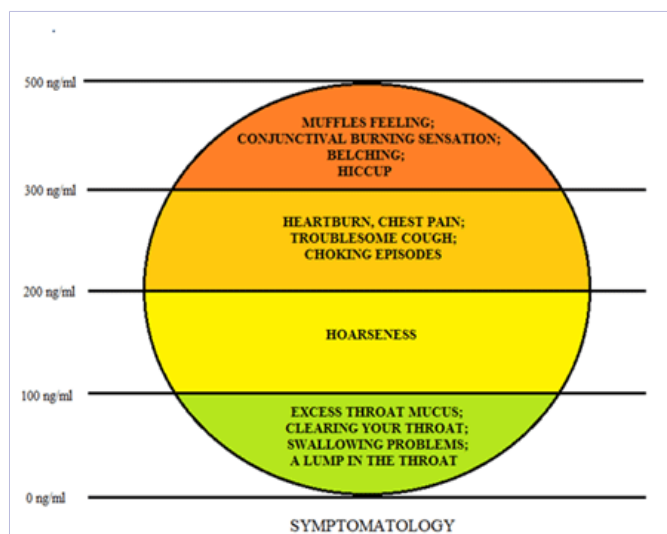 500 ng/ml
MUFFLES FEELING;
CONJUNCTIVAL BURNING SENSATION;
BELCHING;
HICCUP
300 ng/ml
HEARTBURN, CHEST PAIN;
TROUBLESOME COUGH;
CHOKING EPISODES
200 ng/ml
HOARSENESS
100 ng/ml
EXCESS THROAT MUCUS;
CLEARING YOUR THROAT;
SWALLOWING PROBLEMS;
A LUMP IN THE THROAT
0 ng/ml
SYMPTOMATOLOGY